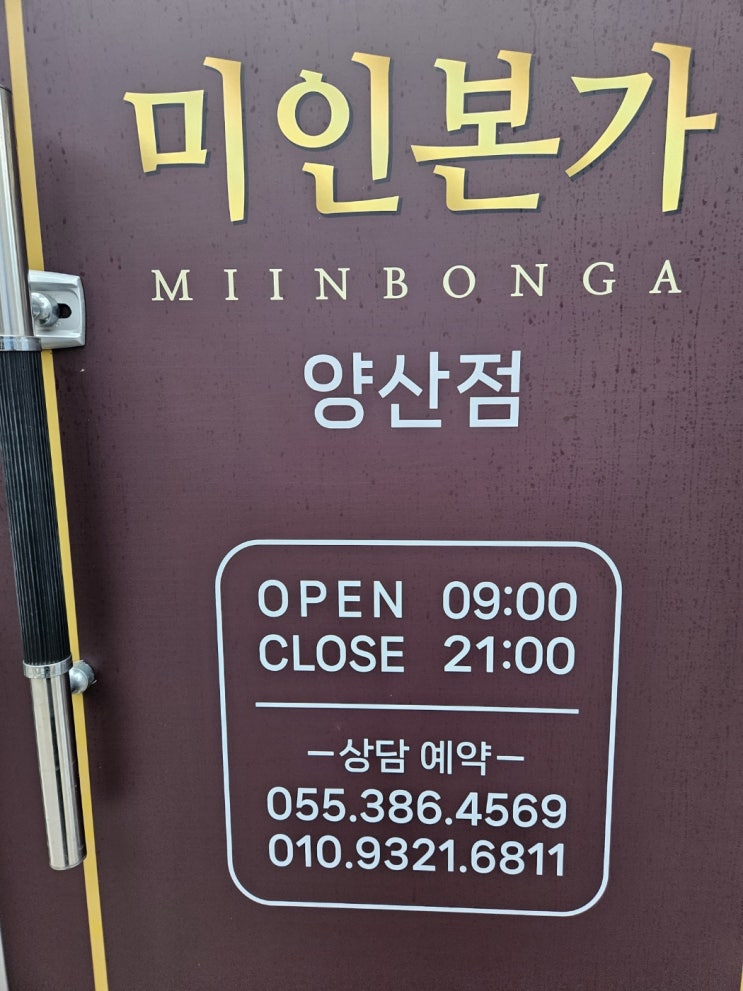 미인본가
MIINBONGA
양산점
OPEN 09:00
CLOSE 21:00
–상담 예약–
055.386.4569
010.9321.6811